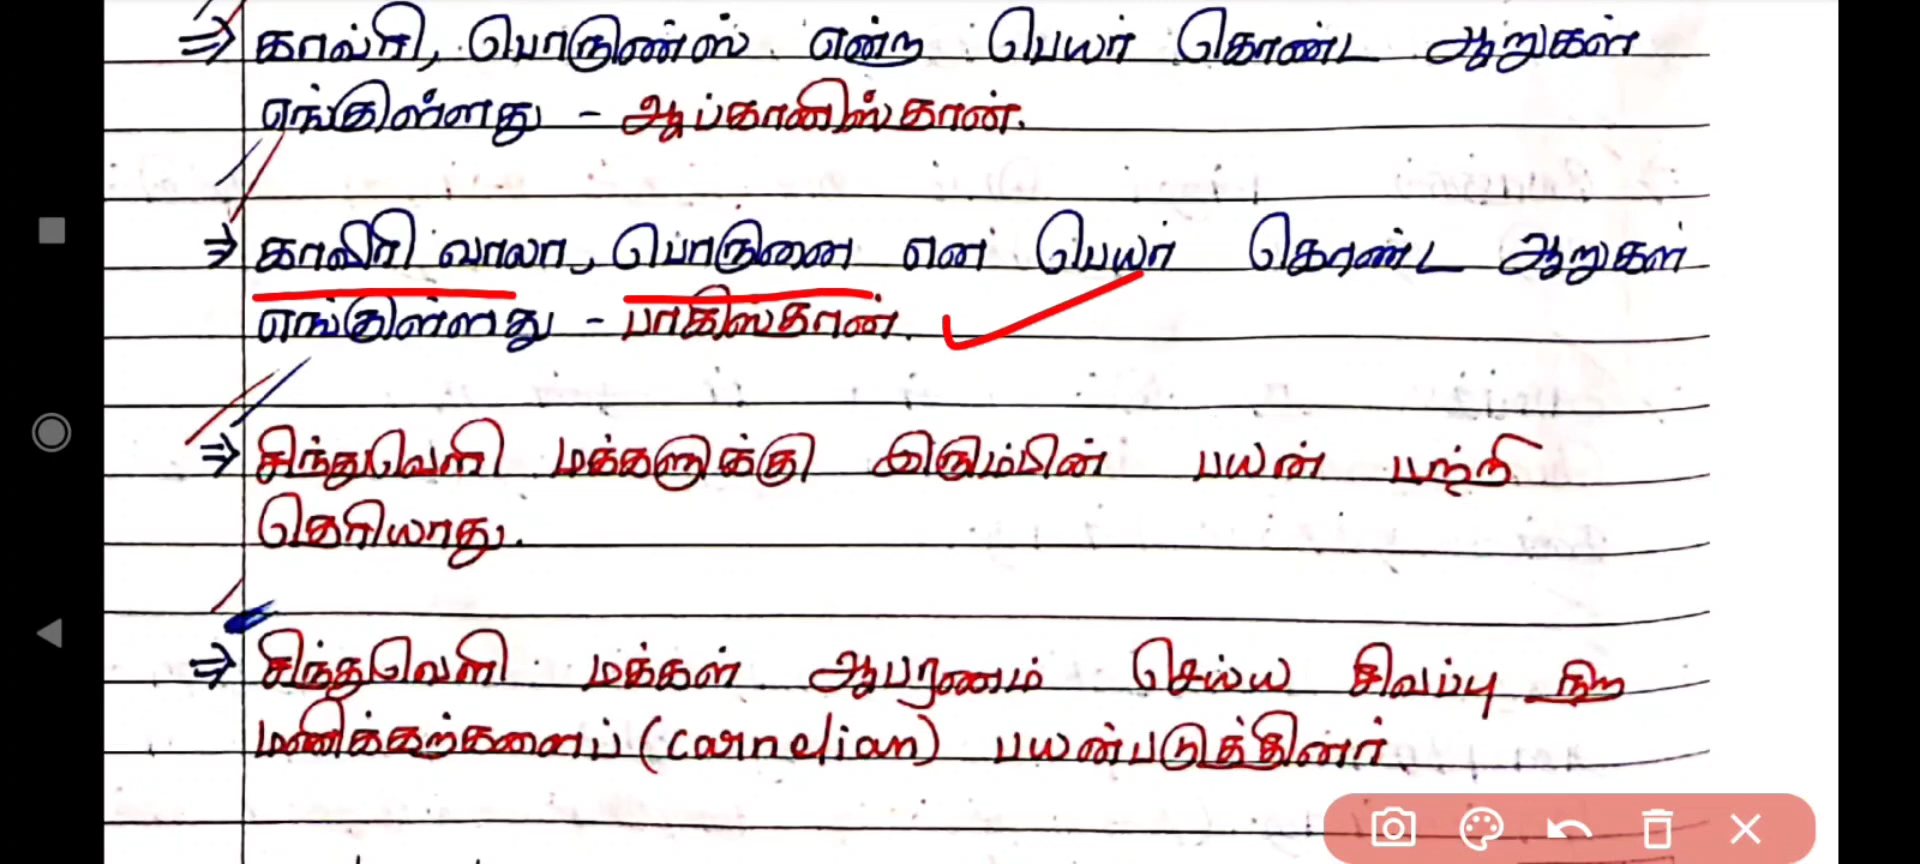 ⇒ காவ்ரி, பொருண்ஸ் என்ற பெயர் கொண்ட ஆறுகள்
எங்குள்ளது - ஆப்கானிஸ்தான்.
⇒ காவிரி வாலா, பொருனை என பெயர் கொண்ட ஆறுகள்
எங்குள்ளது - பாகிஸ்தான்.
⇒ சிந்துவெளி மக்களுக்கு இரும்பின் பயன் பற்றி
தெரியாது.
⇒ சிந்துவெளி மக்கள் ஆபரணம் செய்ய சிவப்பு நிற
மணிக்கற்களைப் (carnelian) பயன்படுத்தினர்.